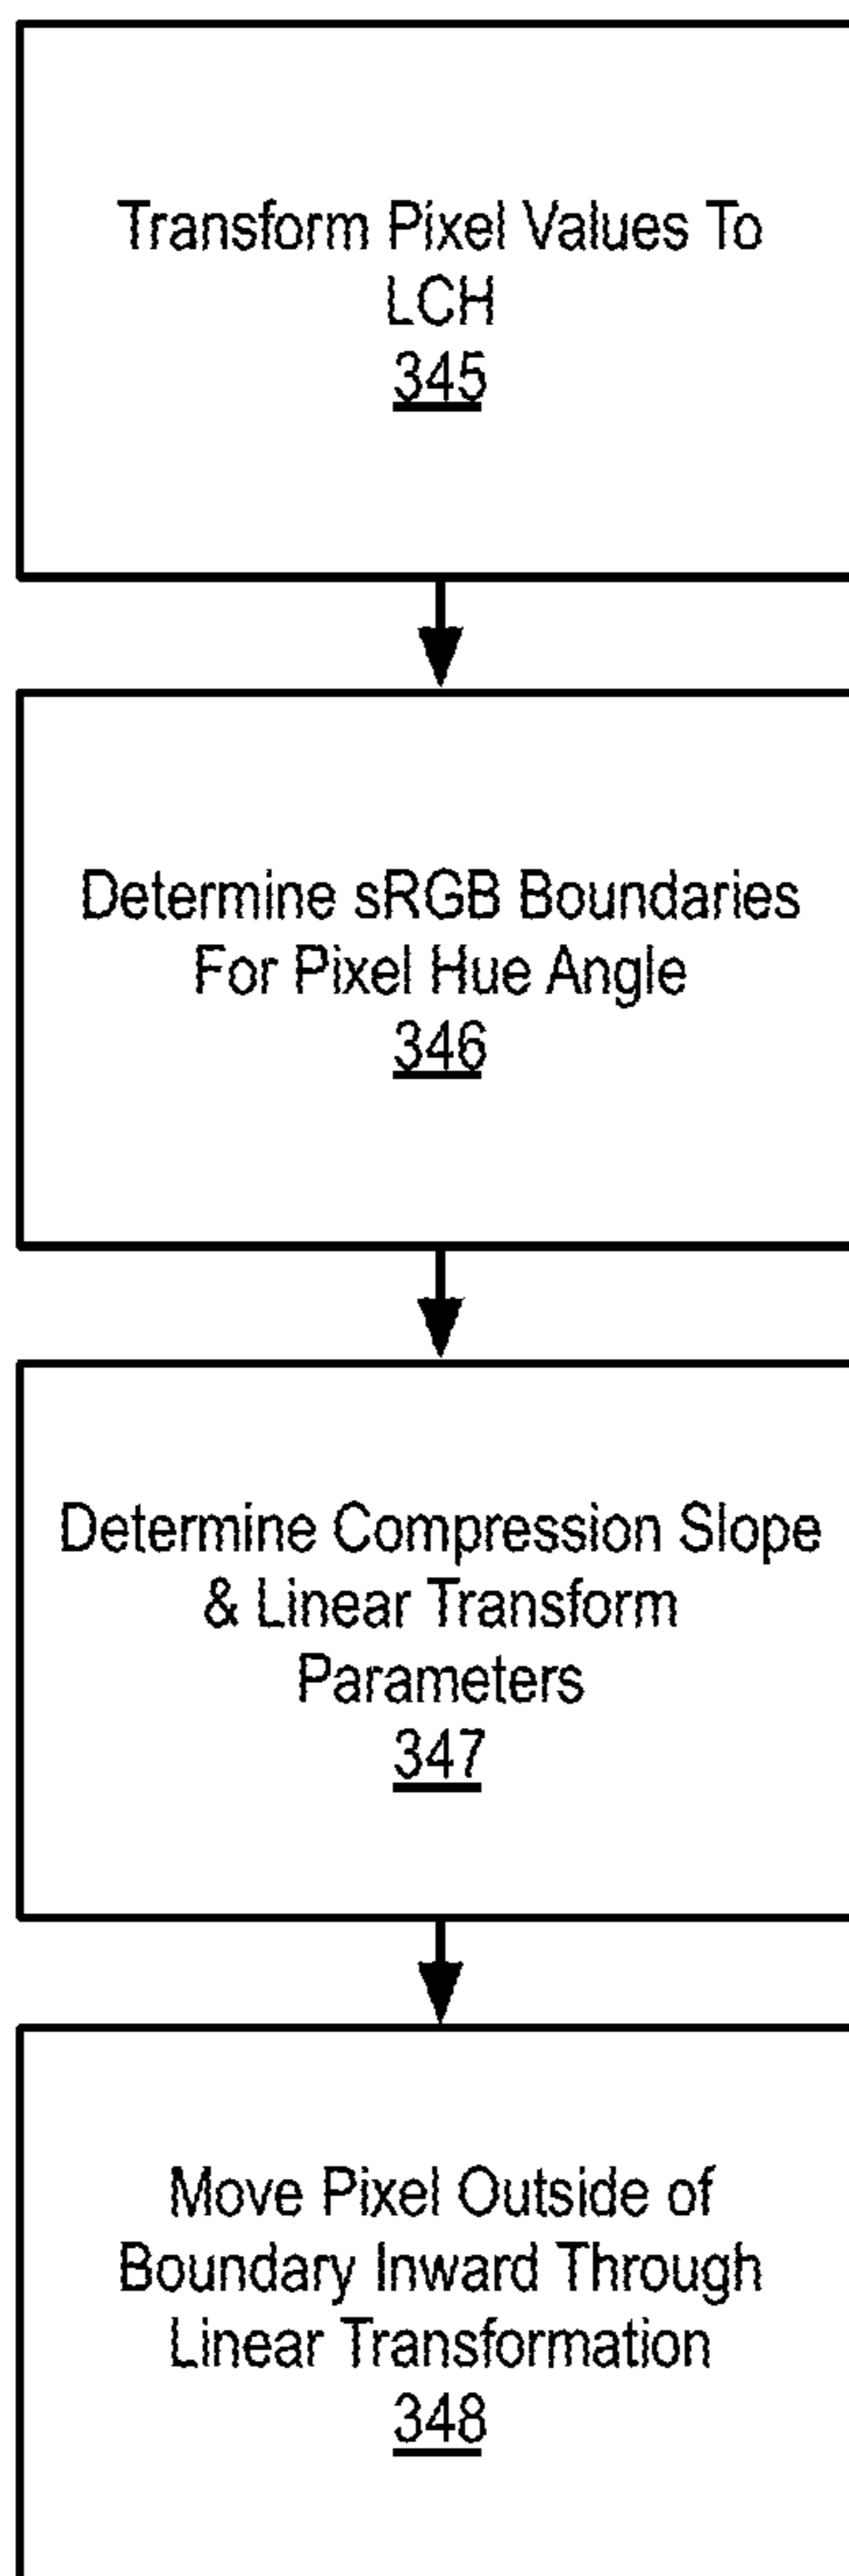 Transform Pixel Values To
LCH
345
Determine sRGB Boundaries
For Pixel Hue Angle
346
Determine Compression Slope
& Linear Transform
Parameters
347
Move Pixel Outside of
Boundary Inward Through
Linear Transformation
348